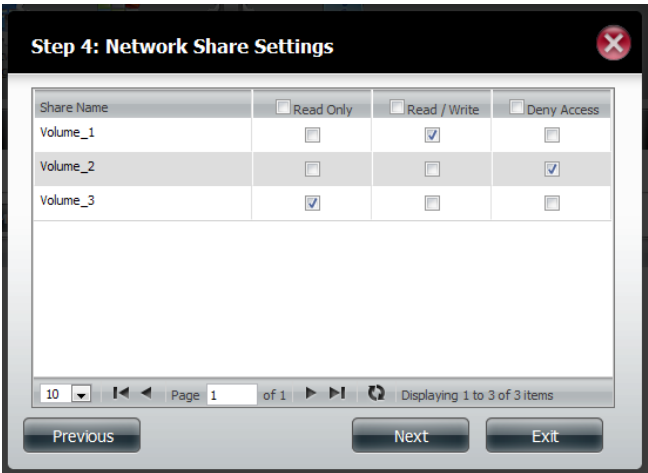 Step 4: Network Share Settings
Share Name Read Only Read / Write Deny Access
Volume_1
Volume_2
Volume_3
10 Page 1 of 1 Displaying 1 to 3 of 3 items
Previous Next Exit